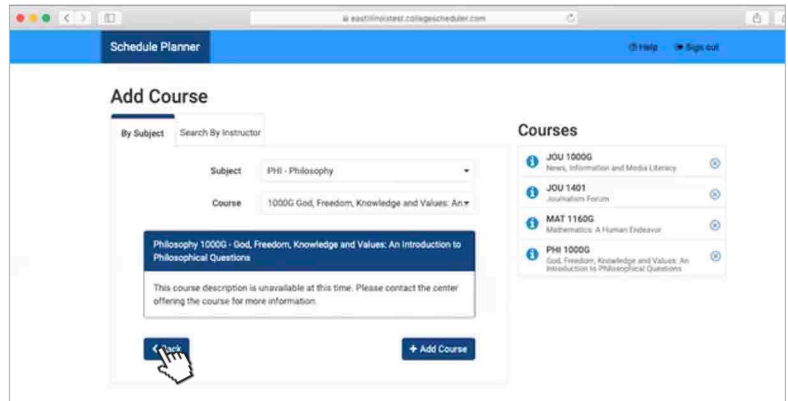 eastillinoistest.collegescheduler.com
Schedule Planner
Help
Sign out
Add Course
By Subject
Search By Instructor
Subject
PHI - Philosophy
Course
1000G God, Freedom, Knowledge and Values: An
Philosophy 1000G - God, Freedom, Knowledge and Values: An Introduction to
Philosophical Questions
This course description is unavailable at this time. Please contact the center
offering the course for more information.
Back
+ Add Course
Courses
JOU 1000G
News, Information and Media Literacy
JOU 1401
Journalism Forum
MAT 1160G
Mathematics: A Human Endeavor
PHI 1000G
God, Freedom, Knowledge and Values: An
Introduction to Philosophical Questions